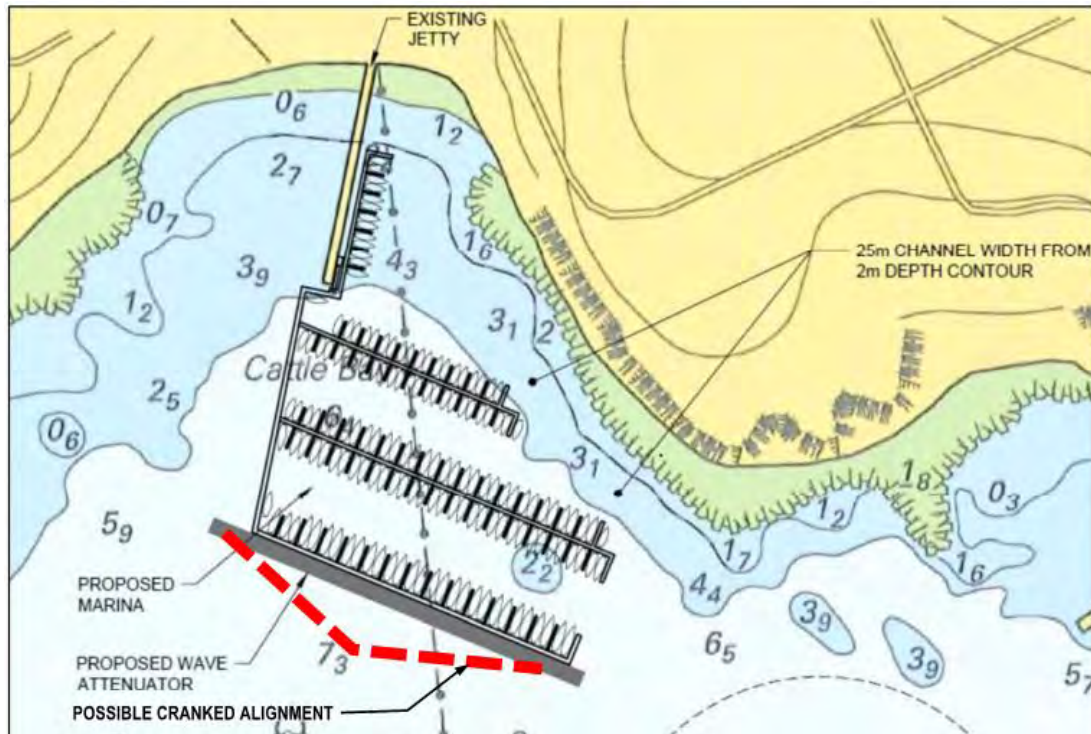 EXISTING
JETTY
0₆
1₂
2₇
0₇
1₆
4₃
25m CHANNEL WIDTH FROM
2m DEPTH CONTOUR
3₉
1₂
3₁
2
Cattle
2₅
6
0₆
3₁
1₈
0₃
1₂
5₉
1₇
1₆
2₂
4₄
PROPOSED
MARINA
3₉
6₅
3₉
7₃
5₇
PROPOSED WAVE
ATTENUATOR
POSSIBLE CRANKED ALIGNMENT